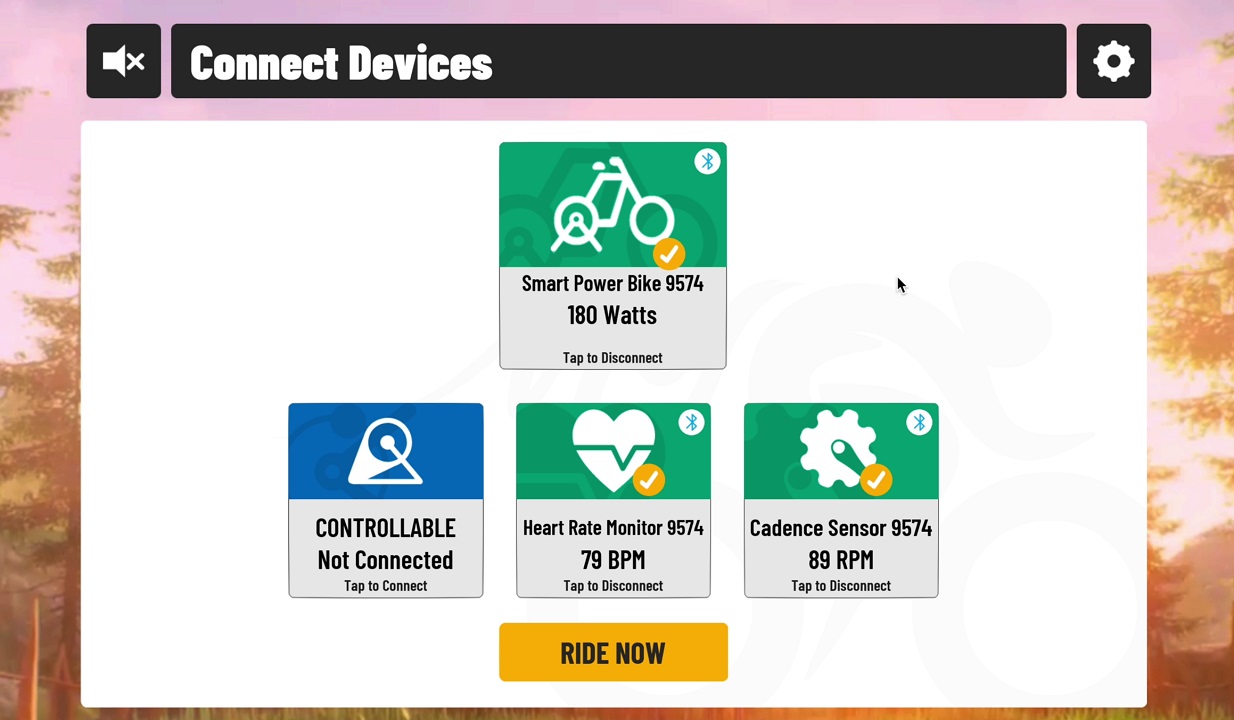 Connect Devices
Smart Power Bike 9574
180 Watts
Tap to Disconnect
CONTROLLABLE
Not Connected
Tap to Connect
Heart Rate Monitor 9574
79 BPM
Tap to Disconnect
Cadence Sensor 9574
89 RPM
Tap to Disconnect
RIDE NOW